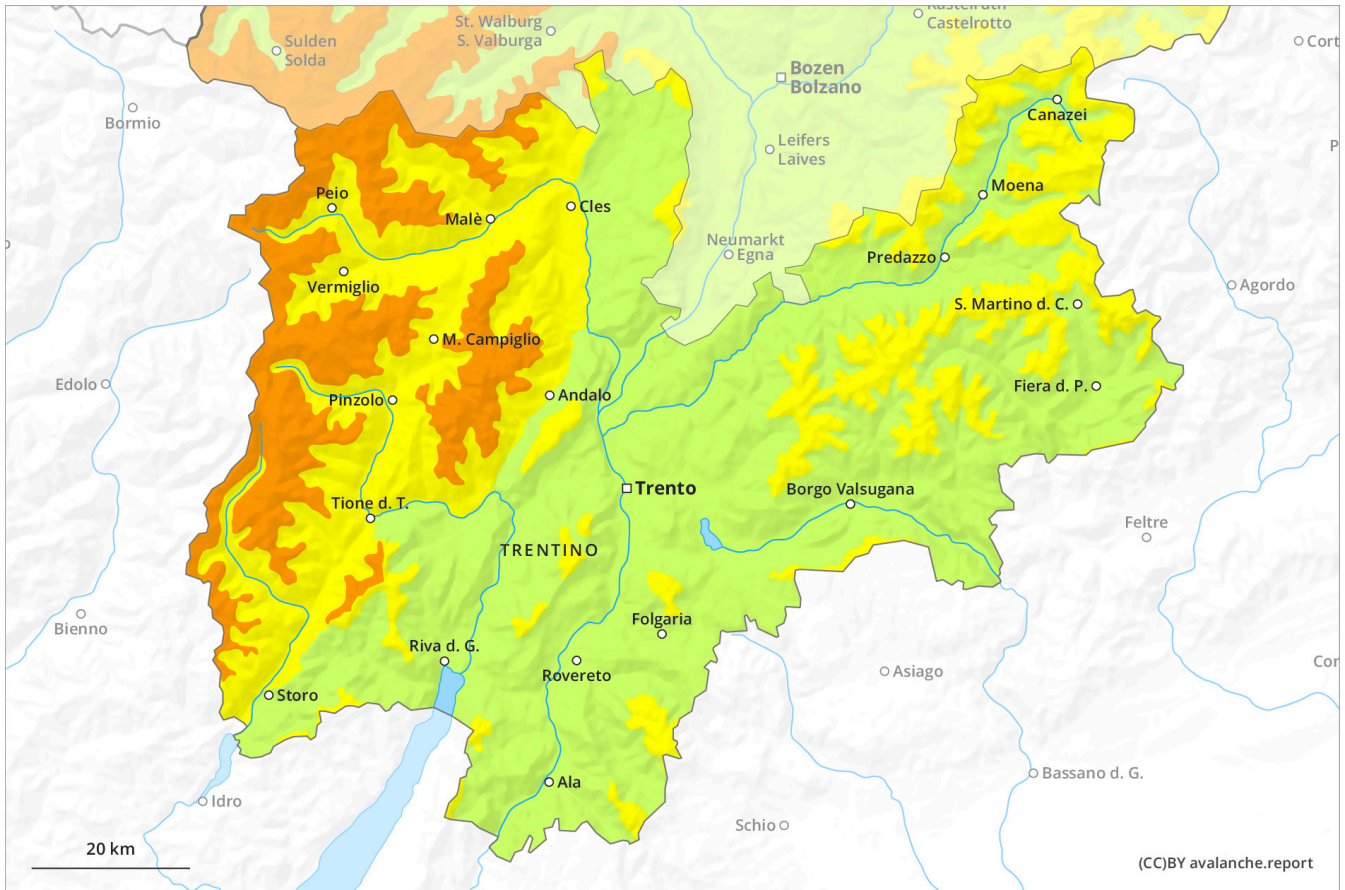 Kastelruth
Castelrotto
St. Walburg
S. Valburga
Sulden
Solda
Cort
Bozen
Bolzano
Bormio
Canazei
Leifers
Laives
Moena
Peio
Malè
Cles
Neumarkt
Egna
Predazzo
Vermiglio
Agordo
S. Martino d. C.
M. Campiglio
Edolo
Fiera d. P.
Pinzolo
Andalo
Trento
Borgo Valsugana
Tione d. T.
Feltre
TRENTINO
Bienno
Folgaria
Riva d. G.
Rovereto
Asiago
Cor
Storo
Bassano d. G.
Ala
Idro
Schio
20 km
(CC)BY avalanche.report